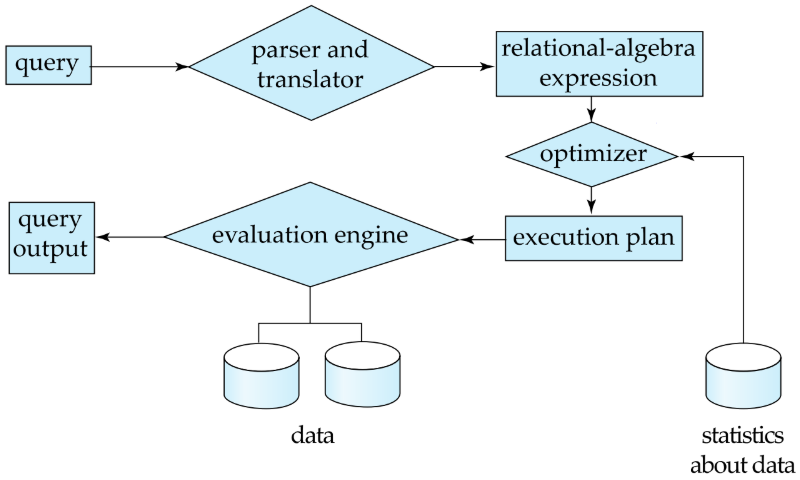 query
parser and
translator
relational-algebra
expression
optimizer
query
output
evaluation engine
execution plan
data
statistics
about data